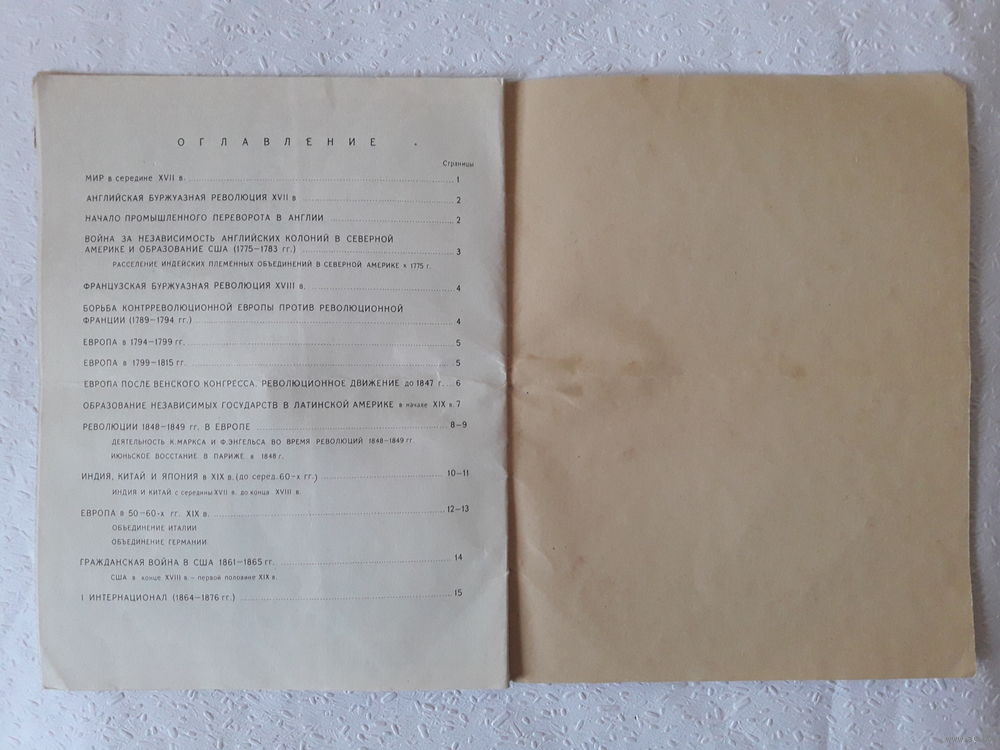 ОГЛАВЛЕНИЕ
Страницы
МИР в середине XVII в. 1
АНГЛИЙСКАЯ БУРЖУАЗНАЯ РЕВОЛЮЦИЯ XVII в 2
НАЧАЛО ПРОМЫШЛЕННОГО ПЕРЕВОРОТА В АНГЛИИ 2
ВОЙНА ЗА НЕЗАВИСИМОСТЬ АНГЛИЙСКИХ КОЛОНИЙ В СЕВЕРНОЙ
АМЕРИКЕ И ОБРАЗОВАНИЕ США (1775–1783 гг.) 3
РАССЕЛЕНИЕ ИНДЕЙСКИХ ПЛЕМЕННЫХ ОБЪЕДИНЕНИЙ В СЕВЕРНОЙ АМЕРИКЕ к 1775 г.
ФРАНЦУЗСКАЯ БУРЖУАЗНАЯ РЕВОЛЮЦИЯ XVIII в. 4
БОРЬБА КОНТРРЕВОЛЮЦИОННОЙ ЕВРОПЫ ПРОТИВ РЕВОЛЮЦИОННОЙ
ФРАНЦИИ (1789–1794 гг.) 4
ЕВРОПА в 1794–1799 гг. 5
ЕВРОПА в 1799–1815 гг. 5
ЕВРОПА ПОСЛЕ ВЕНСКОГО КОНГРЕССА. РЕВОЛЮЦИОННОЕ ДВИЖЕНИЕ до 1847 г. 6
ОБРАЗОВАНИЕ НЕЗАВИСИМЫХ ГОСУДАРСТВ В ЛАТИНСКОЙ АМЕРИКЕ в начале XIX в. 7
РЕВОЛЮЦИИ 1848–1849 гг. В ЕВРОПЕ 8–9
ДЕЯТЕЛЬНОСТЬ К.МАРКСА И Ф.ЭНГЕЛЬСА ВО ВРЕМЯ РЕВОЛЮЦИЙ 1848–1849 гг.
ИЮНЬСКОЕ ВОССТАНИЕ В ПАРИЖЕ в 1848 г.
ИНДИЯ, КИТАЙ И ЯПОНИЯ в XIX в. (до серед. 60-х гг.) 10–11
ИНДИЯ И КИТАЙ с середины XVII в. до конца XVIII в.
ЕВРОПА в 50–60-х гг. XIX в. 12–13
ОБЪЕДИНЕНИЕ ИТАЛИИ
ОБЪЕДИНЕНИЕ ГЕРМАНИИ
ГРАЖДАНСКАЯ ВОЙНА В США 1861–1865 гг. 14
США в конце XVIII в. – первой половине XIX в.
I ИНТЕРНАЦИОНАЛ (1864–1876 гг.) 15